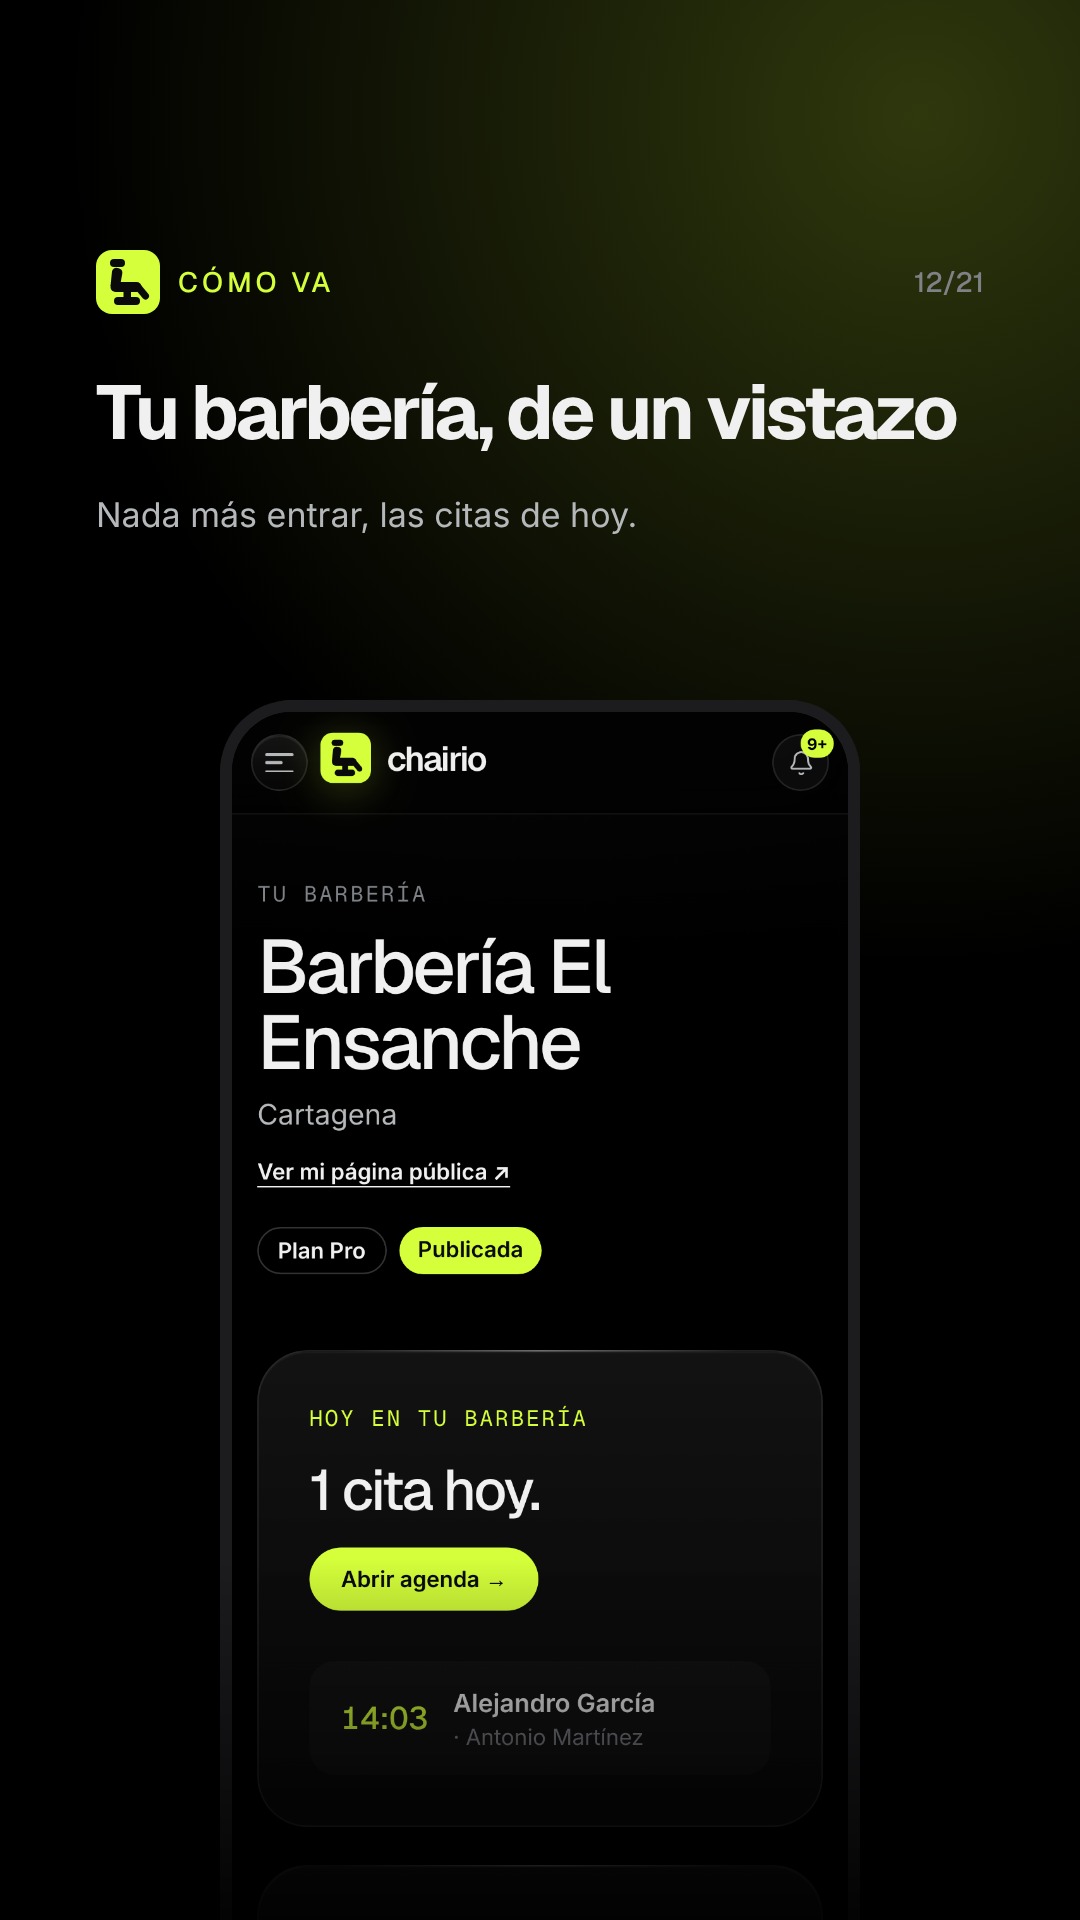 CÓMO VA
12/21
Tu barbería, de un vistazo
Nada más entrar, las citas de hoy.
chairio
9+
TU BARBERÍA
Barbería El
Ensanche
Cartagena
Ver mi página pública ↗
Plan Pro
Publicada
HOY EN TU BARBERÍA
1 cita hoy.
Abrir agenda →
14:03
Alejandro García
· Antonio Martínez